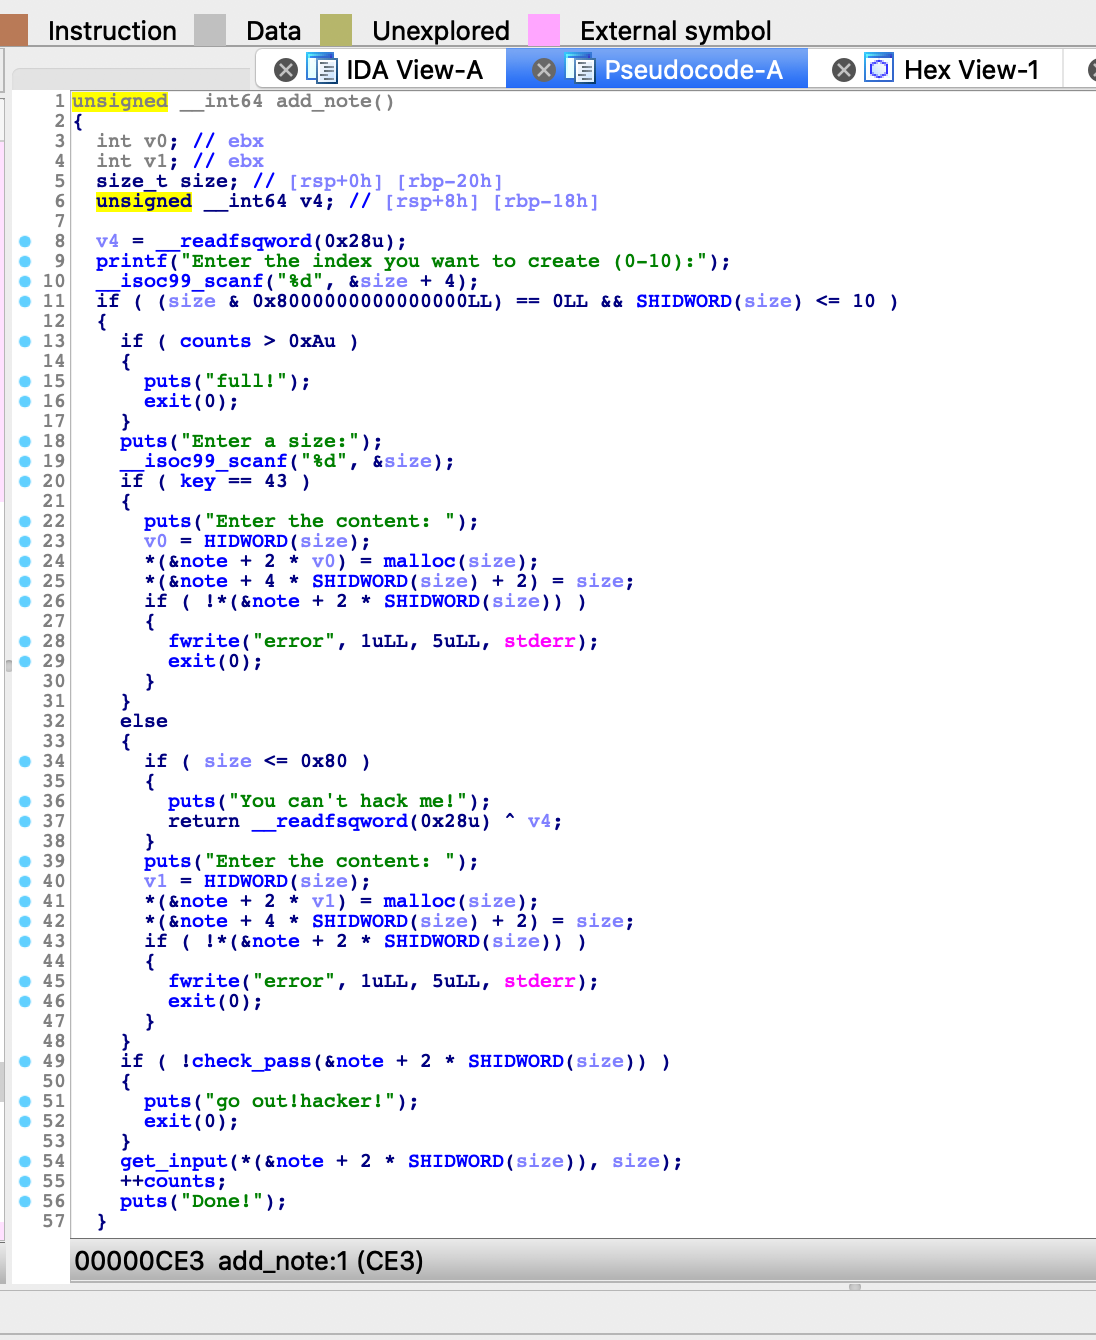 Instruction Data Unexplored External symbol
IDA View-A Pseudocode-A Hex View-1
1 unsigned __int64 add_note()
2 {
3 int v0; // ebx
4 int v1; // ebx
5 size_t size; // [rsp+0h] [rbp-20h]
6 unsigned __int64 v4; // [rsp+8h] [rbp-18h]
7
8 v4 = __readfsqword(0x28u);
9 printf("Enter the index you want to create (0-10):");
10 __isoc99_scanf("%d", &size + 4);
11 if ( (size & 0x8000000000000000LL) == 0LL && SHIDWORD(size) <= 10 )
12 {
13 if ( counts > 0xAu )
14 {
15 puts("full!");
16 exit(0);
17 }
18 puts("Enter a size:");
19 __isoc99_scanf("%d", &size);
20 if ( key == 43 )
21 {
22 puts("Enter the content: ");
23 v0 = HIDWORD(size);
24 *(&note + 2 * v0) = malloc(size);
25 *(&note + 4 * SHIDWORD(size) + 2) = size;
26 if ( !*(&note + 2 * SHIDWORD(size)) )
27 {
28 fwrite("error", 1uLL, 5uLL, stderr);
29 exit(0);
30 }
31 }
32 else
33 {
34 if ( size <= 0x80 )
35 {
36 puts("You can't hack me!");
37 return __readfsqword(0x28u) ^ v4;
38 }
39 puts("Enter the content: ");
40 v1 = HIDWORD(size);
41 *(&note + 2 * v1) = malloc(size);
42 *(&note + 4 * SHIDWORD(size) + 2) = size;
43 if ( !*(&note + 2 * SHIDWORD(size)) )
44 {
45 fwrite("error", 1uLL, 5uLL, stderr);
46 exit(0);
47 }
48 }
49 if ( !check_pass(&note + 2 * SHIDWORD(size)) )
50 {
51 puts("go out!hacker!");
52 exit(0);
53 }
54 get_input(*(&note + 2 * SHIDWORD(size)), size);
55 ++counts;
56 puts("Done!");
57 }
00000CE3 add_note:1 (CE3)